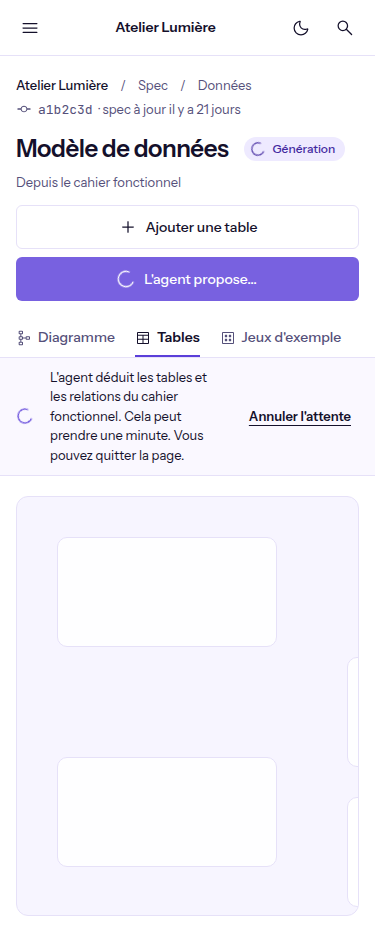 Atelier Lumière
Atelier Lumière / Spec / Données
a1b2c3d · spec à jour il y a 21 jours
Modèle de données
Génération
Depuis le cahier fonctionnel
Ajouter une table
L'agent propose…
Diagramme Tables Jeux d'exemple
L'agent déduit les tables et
les relations du cahier
fonctionnel. Cela peut
prendre une minute. Vous
pouvez quitter la page.
Annuler l'attente